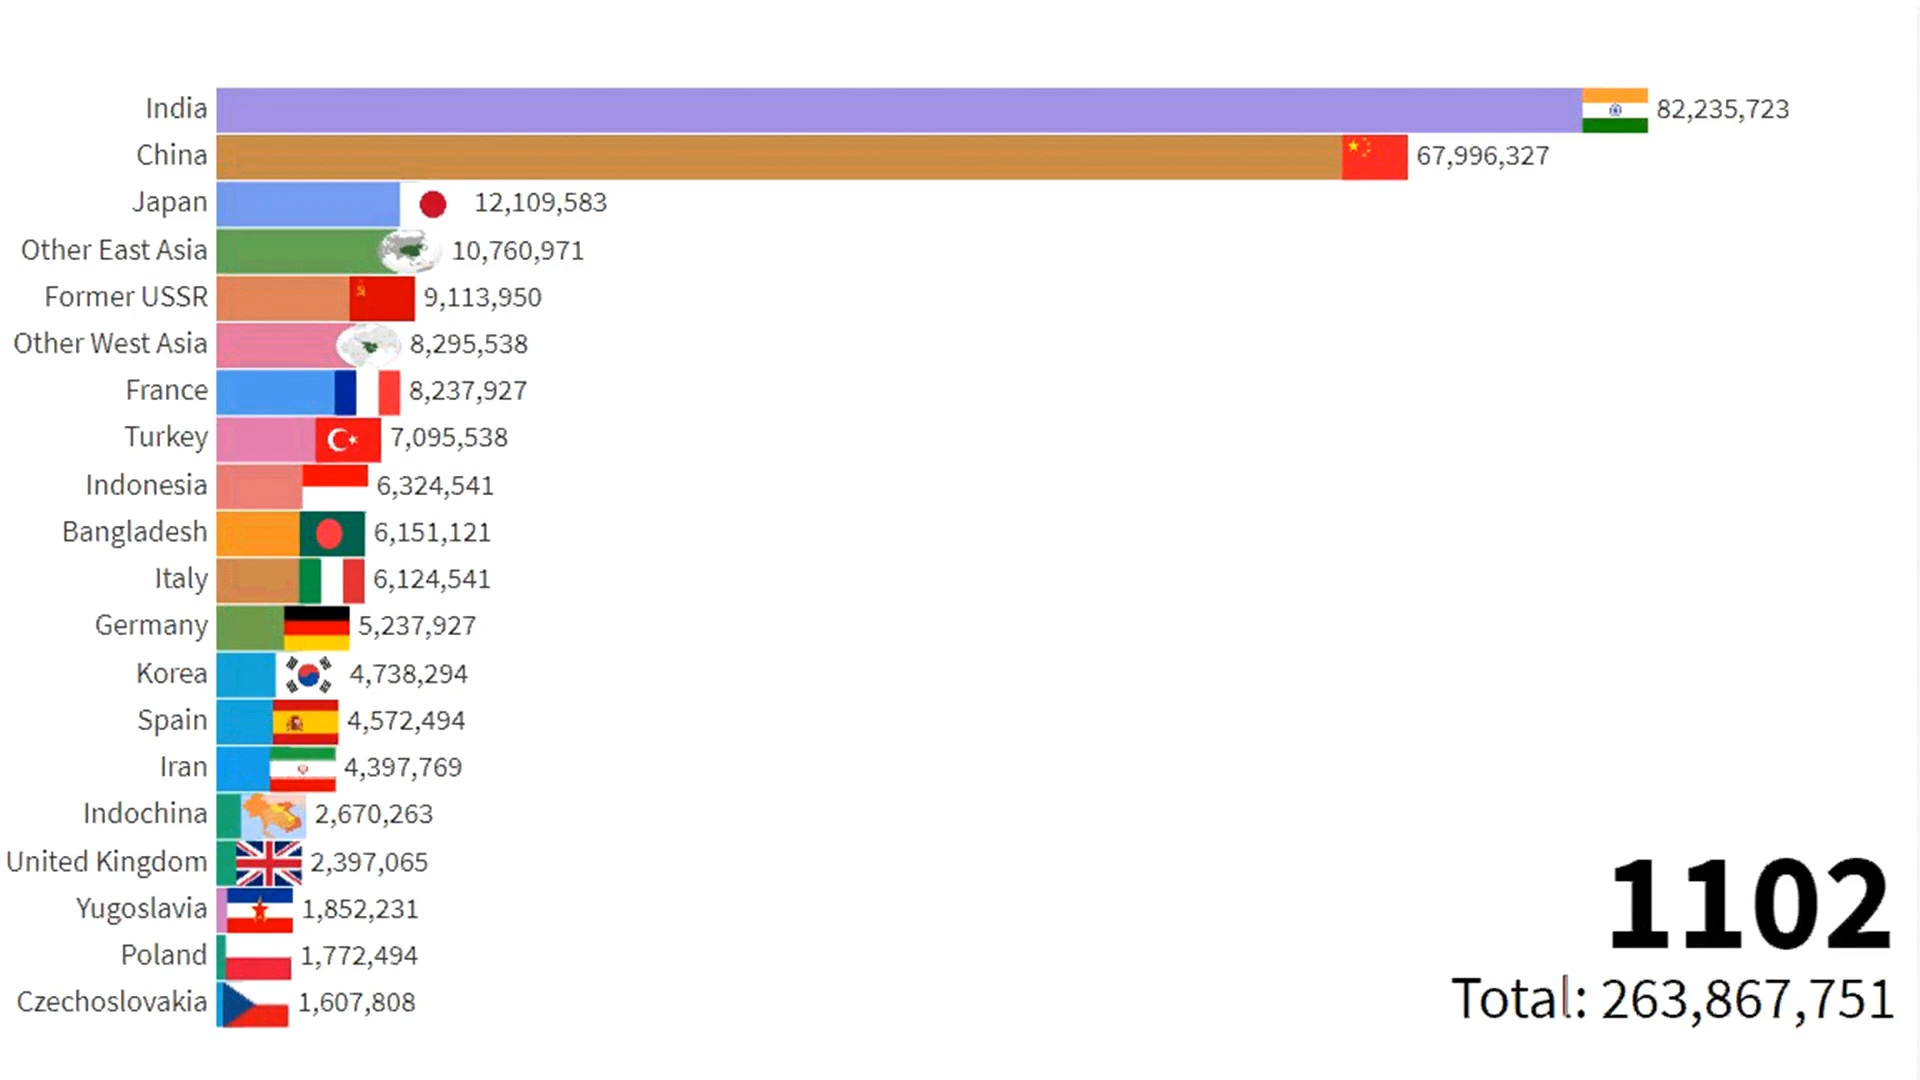 India 82,235,723
China 67,996,327
Japan 12,109,583
Other East Asia 10,760,971
Former USSR 9,113,950
Other West Asia 8,295,538
France 8,237,927
Turkey 7,095,538
Indonesia 6,324,541
Bangladesh 6,151,121
Italy 6,124,541
Germany 5,237,927
Korea 4,738,294
Spain 4,572,494
Iran 4,397,769
Indochina 2,670,263
United Kingdom 2,397,065
Yugoslavia 1,852,231
Poland 1,772,494
Czechoslovakia 1,607,808
1102
Total: 263,867,751